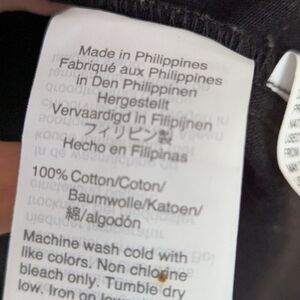 Made in Philippines
Fabriqué aux Philippines
in Den Philippinen
Hergestellt
Vervaardigd in Filipijnen
フィリピン製
Hecho en Filipinas
100% Cotton/Coton/
Baumwolle/Katoen/
綿/algodón
Machine wash cold with
like colors. Non chlorine
bleach only. Tumble dry
low. Iron on low